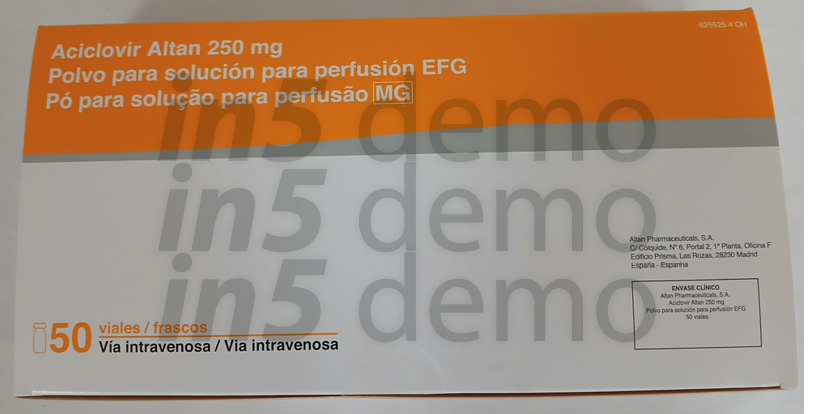 625525.4 OH
Aciclovir Altan 250 mg
Polvo para solución para perfusión EFG
Pó para solução para perfusão MG
in5 demo
in5 demo
in5 demo
Altan Pharmaceuticals, S.A.
C/ Cólquide, Nº 6, Portal 2, 1ª Planta, Oficina F
Edificio Prisma, Las Rozas, 28230 Madrid
España - Espanha
ENVASE CLÍNICO
Altan Pharmaceuticals, S.A.
Aciclovir Altan 250 mg
Polvo para solución para perfusión EFG
50 viales
50 viales / frascos
Vía intravenosa / Via intravenosa